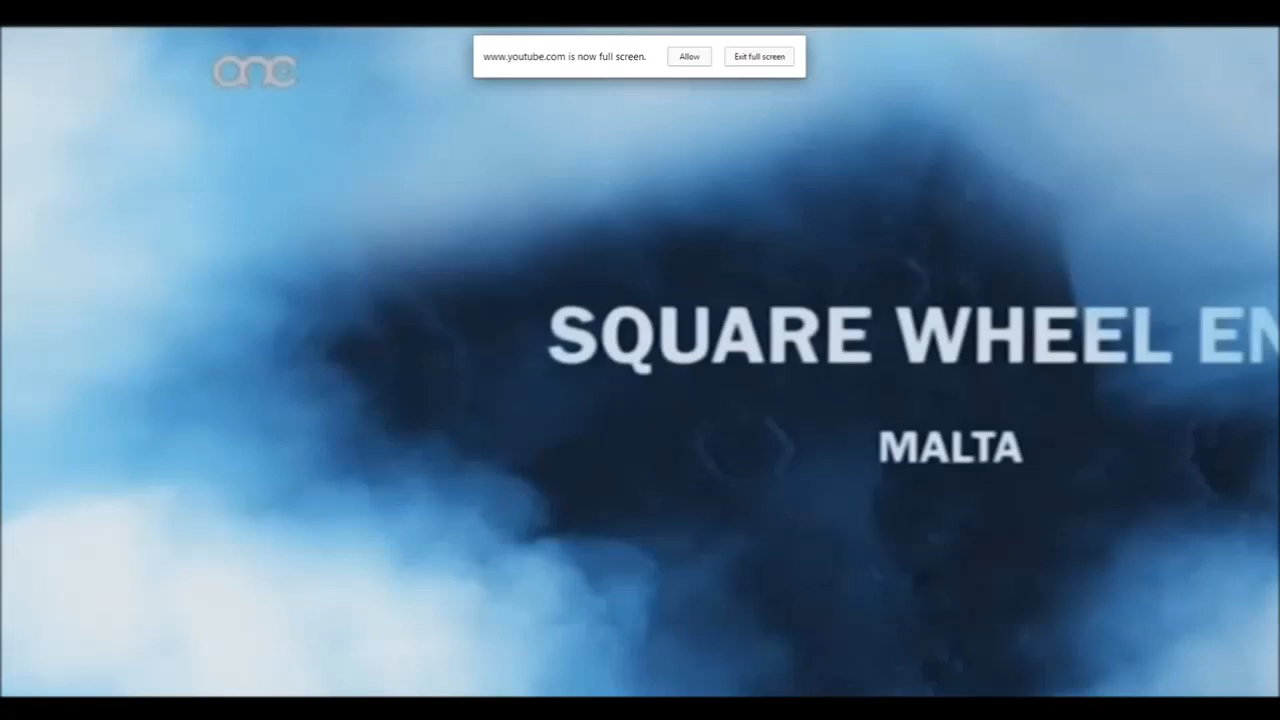 one
www.youtube.com is now full screen.
Allow
Exit full screen
SQUARE WHEEL EN
MALTA